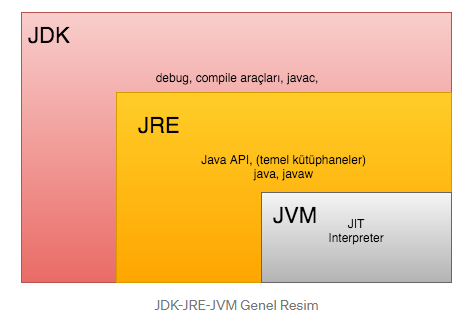 JDK
debug, compile araçları, javac,
JRE
Java API, (temel kütüphaneler)
java, javaw
JVM
JIT
Interpreter
JDK-JRE-JVM Genel Resim